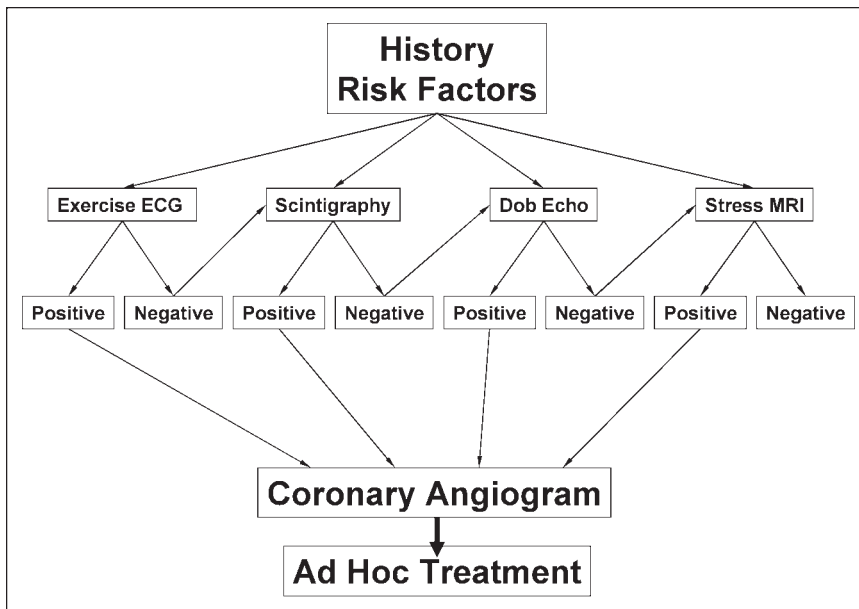 History
Risk Factors
Exercise ECG
Scintigraphy
Dob Echo
Stress MRI
Positive
Negative
Positive
Negative
Positive
Negative
Positive
Negative
Coronary Angiogram
Ad Hoc Treatment